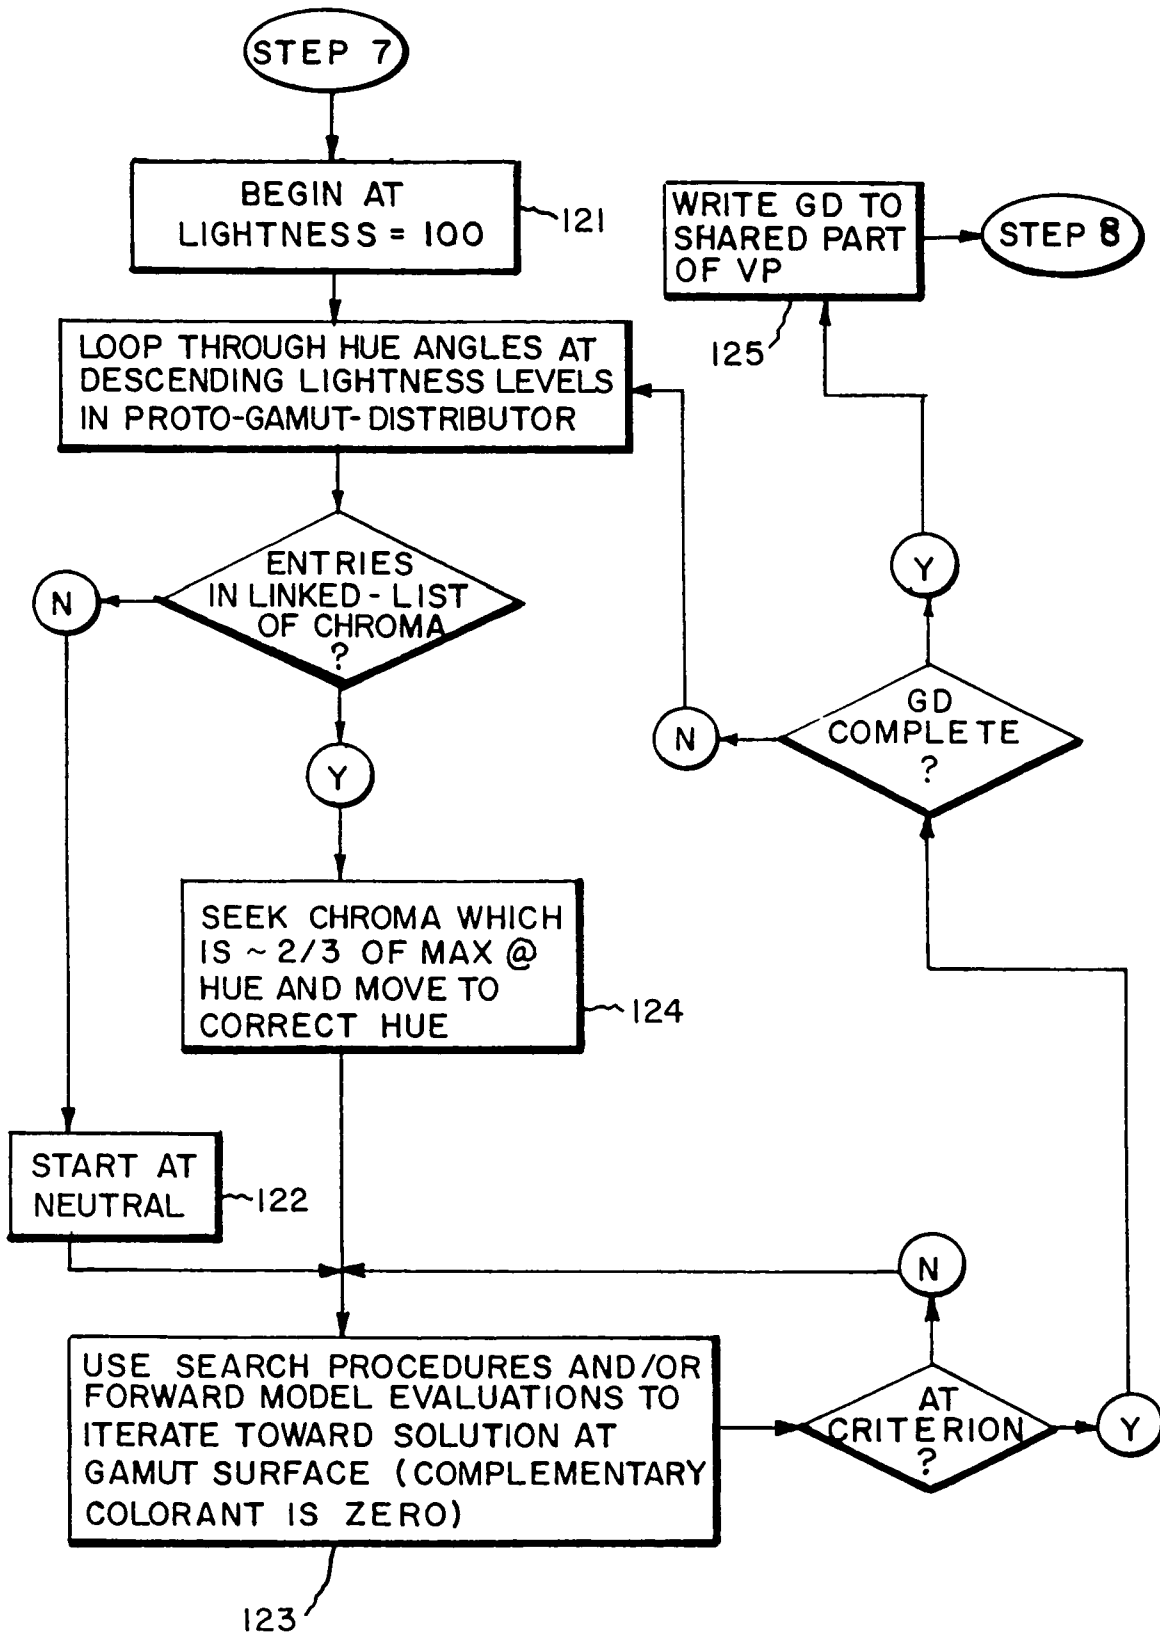 STEP 7
BEGIN AT
LIGHTNESS = 100
121
LOOP THROUGH HUE ANGLES AT
DESCENDING LIGHTNESS LEVELS
IN PROTO-GAMUT-DISTRIBUTOR
ENTRIES
IN LINKED-LIST
OF CHROMA
?
N
Y
SEEK CHROMA WHICH
IS ~ 2/3 OF MAX @
HUE AND MOVE TO
CORRECT HUE
124
START AT
NEUTRAL
122
USE SEARCH PROCEDURES AND/OR
FORWARD MODEL EVALUATIONS TO
ITERATE TOWARD SOLUTION AT
GAMUT SURFACE (COMPLEMENTARY
COLORANT IS ZERO)
123
AT
CRITERION
?
N
Y
GD
COMPLETE
?
N
Y
WRITE GD TO
SHARED PART
OF VP
125
STEP 8